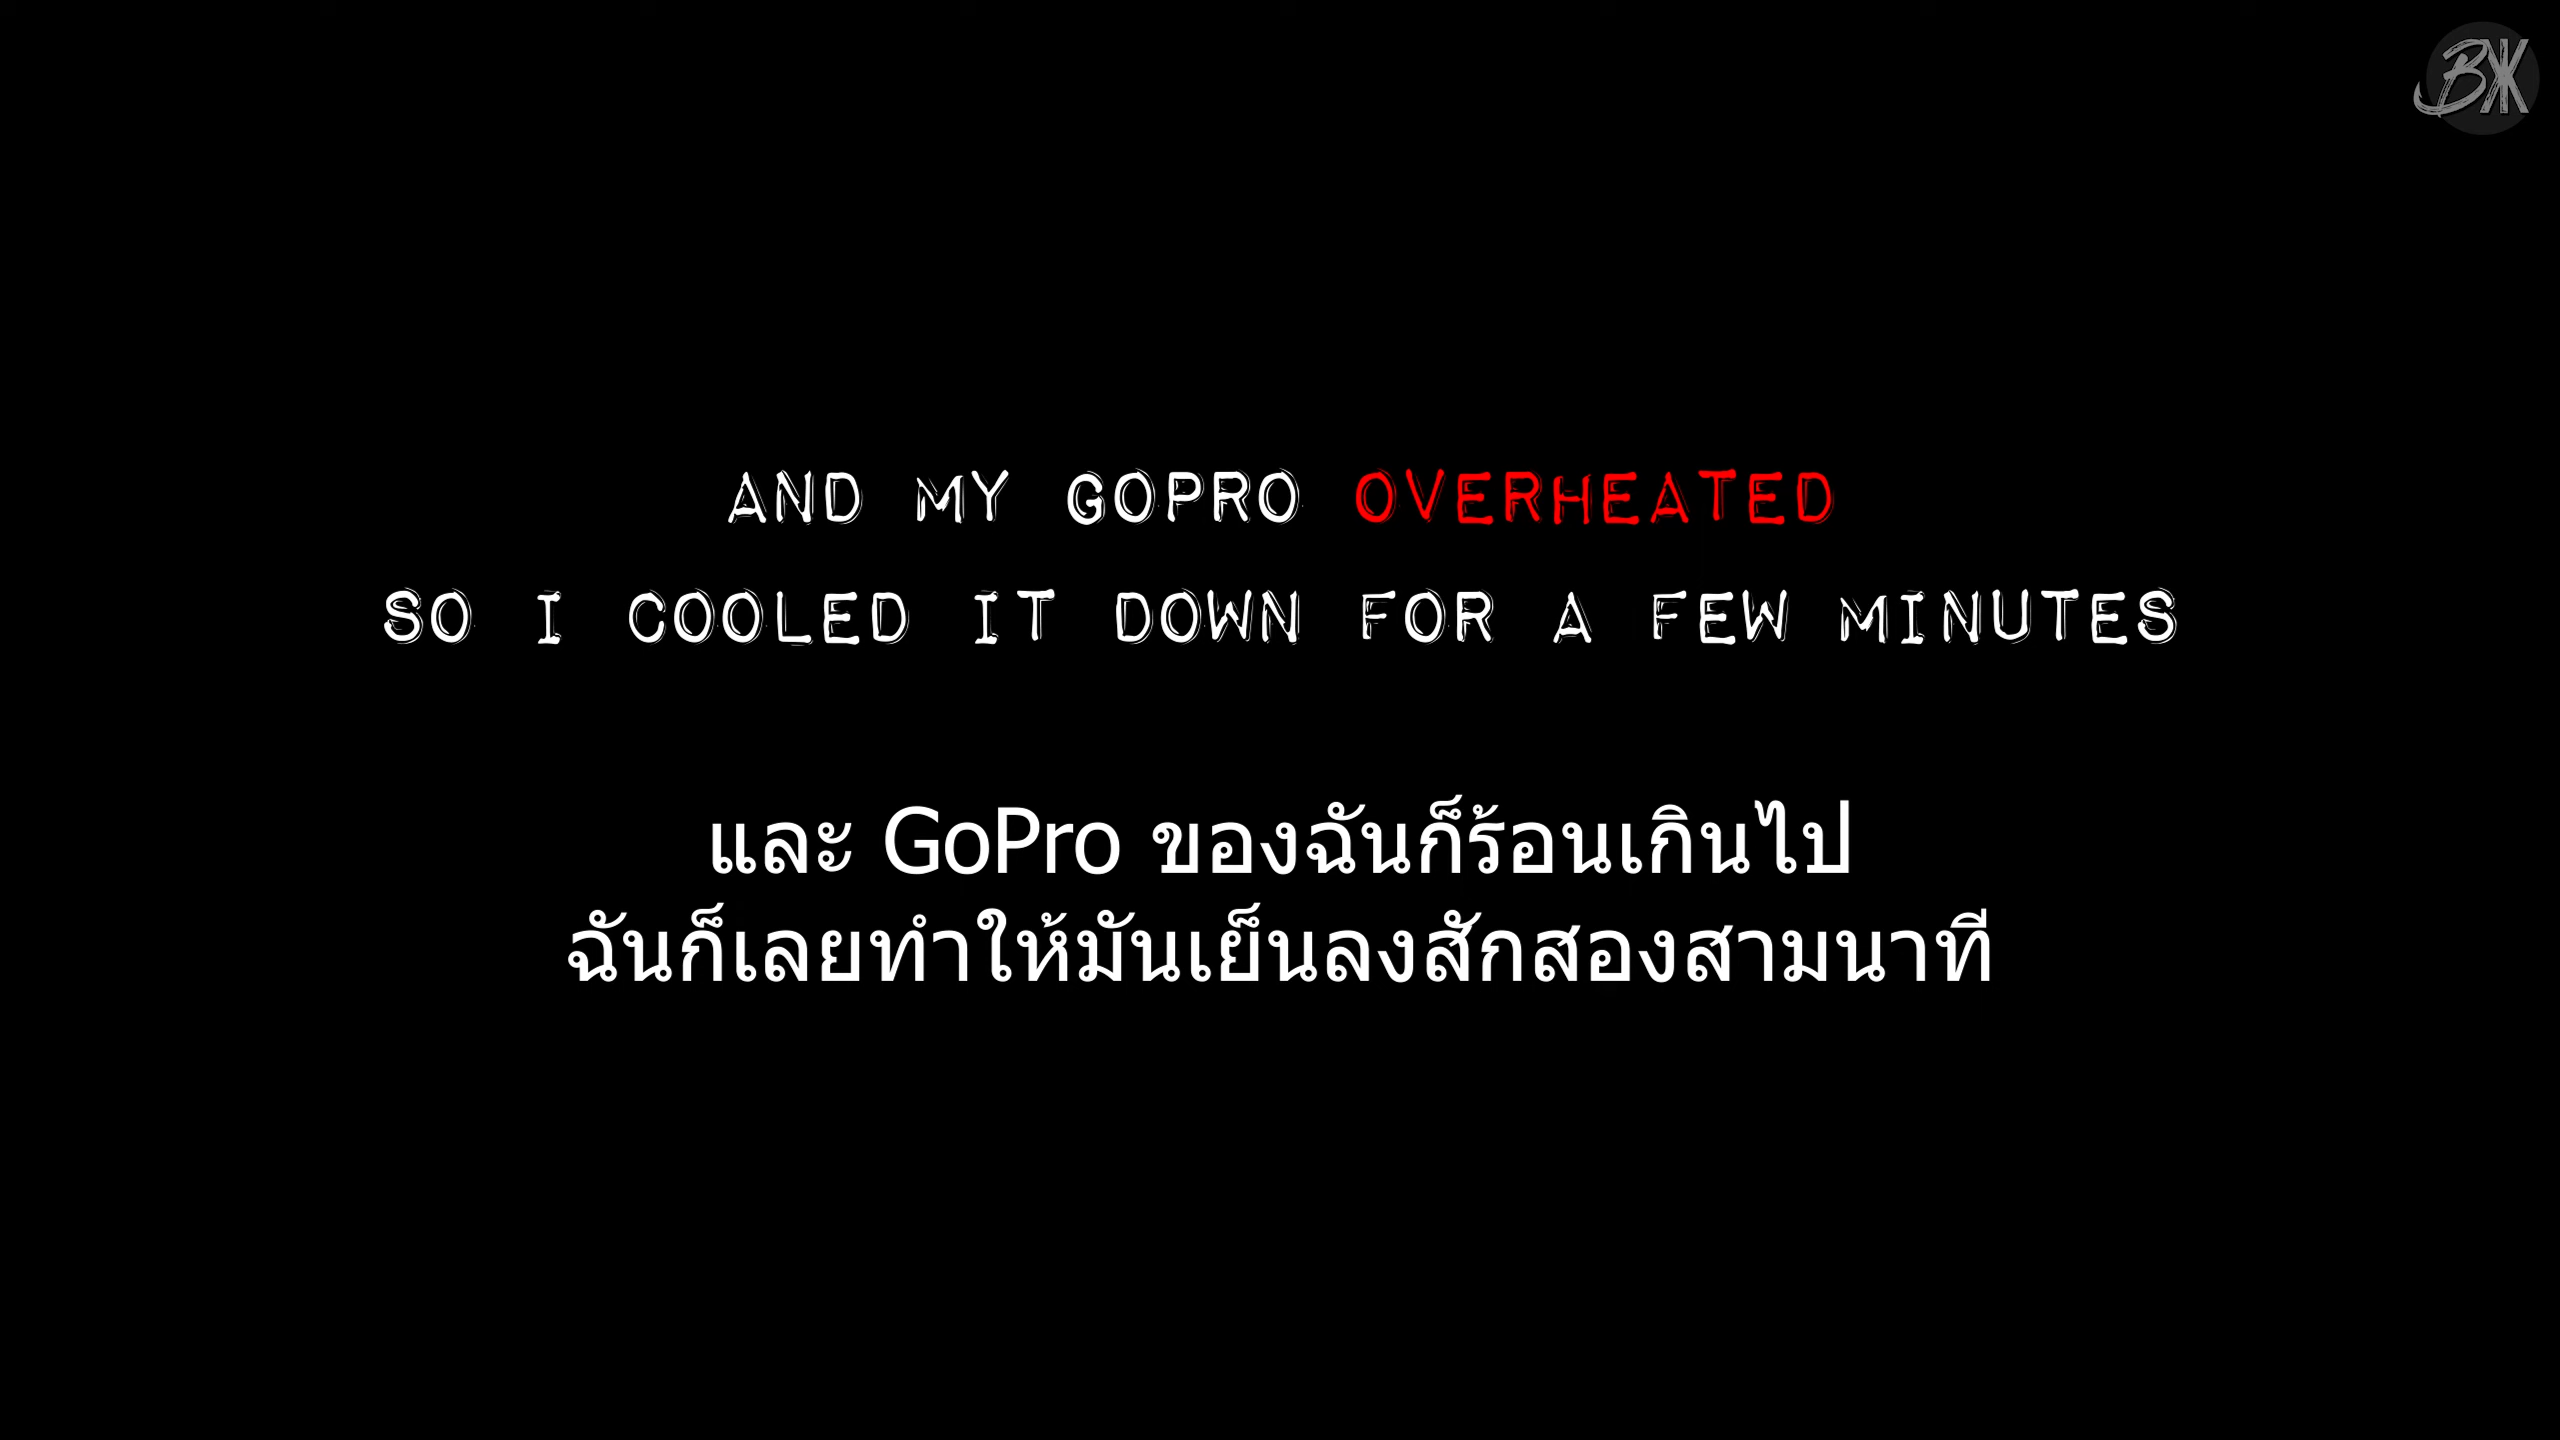 BK
AND MY GOPRO OVERHEATED
SO I COOLED IT DOWN FOR A FEW MINUTES
และ GoPro ของฉันก็ร้อนเกินไป
ฉันก็เลยทำให้มันเย็นลงสักสองสามนาที